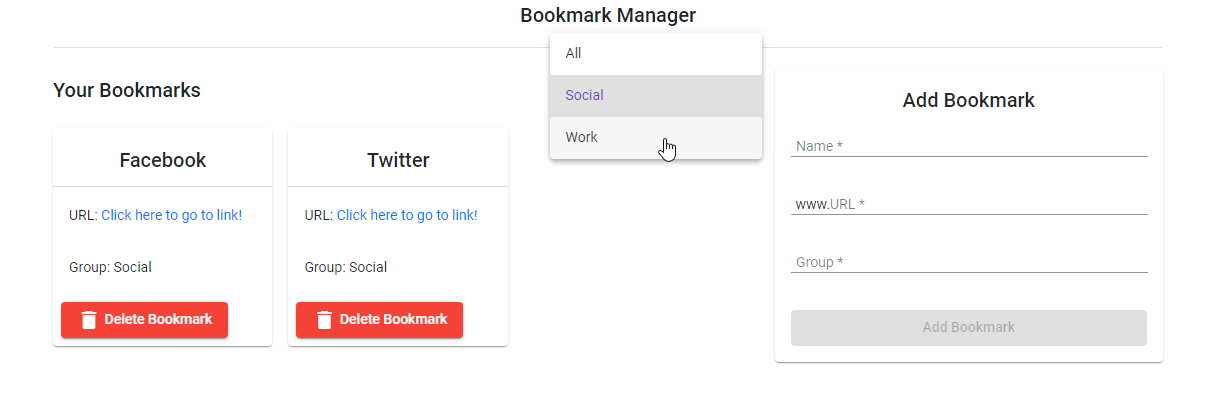 Bookmark Manager
All
Social
Work
Your Bookmarks
Facebook
URL: Click here to go to link!
Group: Social
Delete Bookmark
Twitter
URL: Click here to go to link!
Group: Social
Delete Bookmark
Add Bookmark
Name *
www.URL *
Group *
Add Bookmark